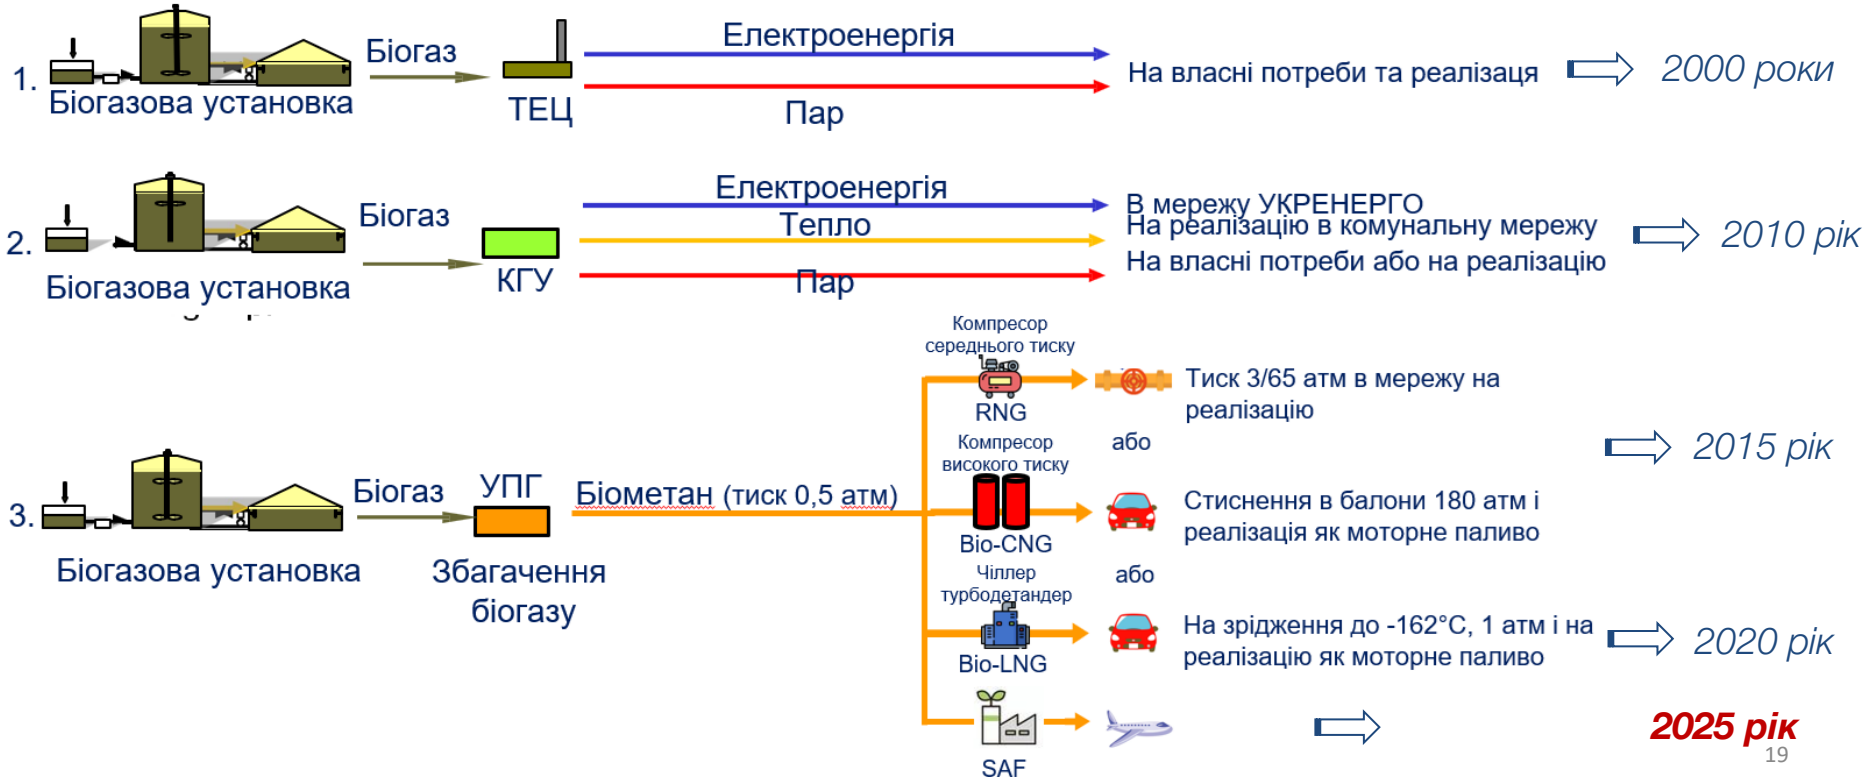 1.
Біогазова установка
Біогаз
ТЕЦ
Електроенергія
Пар
На власні потреби та реалізаця
2000 роки
2.
Біогазова установка
Біогаз
КГУ
Електроенергія
Тепло
Пар
В мережу УКРЕНЕРГО
На реалізацію в комунальну мережу
На власні потреби або на реалізацію
2010 рік
3.
Біогазова установка
Біогаз
УПГ
Збагачення
біогазу
Біометан (тиск 0,5 атм)
Компресор
середнього тиску
RNG
Тиск 3/65 атм в мережу на
реалізацію
або
2015 рік
Компресор
високого тиску
Bio-CNG
Стиснення в балони 180 атм і
реалізація як моторне паливо
або
Чіллер
турбодетандер
Bio-LNG
На зрідження до -162°C, 1 атм і на
реалізацію як моторне паливо
2020 рік
SAF
2025 рік
19